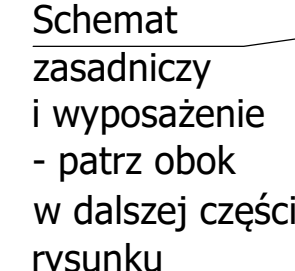 Schemat
zasadniczy
i wyposażenie
- patrz obok
w dalszej części
rysunku